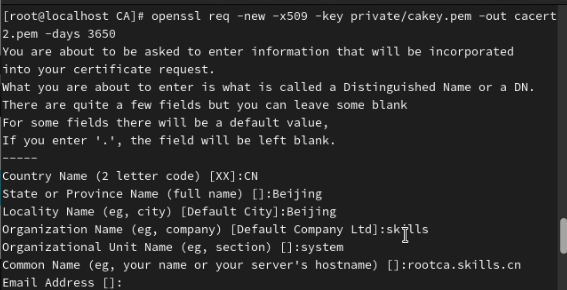 [root@localhost CA]# openssl req -new -x509 -key private/cakey.pem -out cacert
2.pem -days 3650
You are about to be asked to enter information that will be incorporated
into your certificate request.
What you are about to enter is what is called a Distinguished Name or a DN.
There are quite a few fields but you can leave some blank
For some fields there will be a default value,
If you enter '.', the field will be left blank.
-----
Country Name (2 letter code) [XX]:CN
State or Province Name (full name) []:Beijing
Locality Name (eg, city) [Default City]:Beijing
Organization Name (eg, company) [Default Company Ltd]:skills
Organizational Unit Name (eg, section) []:system
Common Name (eg, your name or your server's hostname) []:rootca.skills.cn
Email Address []: